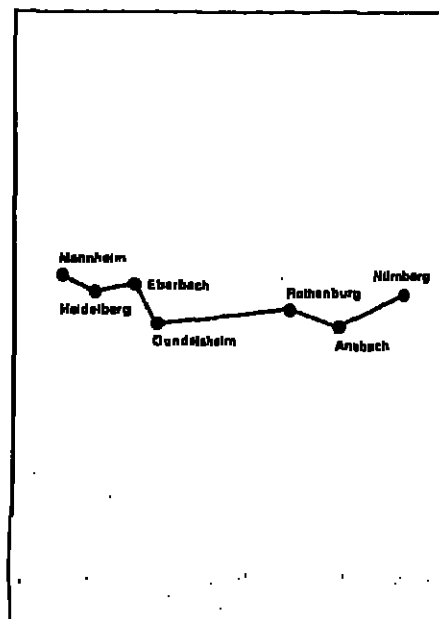 Mannheim
Heidelberg
Eberbach
Gundelsheim
Rothenburg
Ansbach
Nürnberg